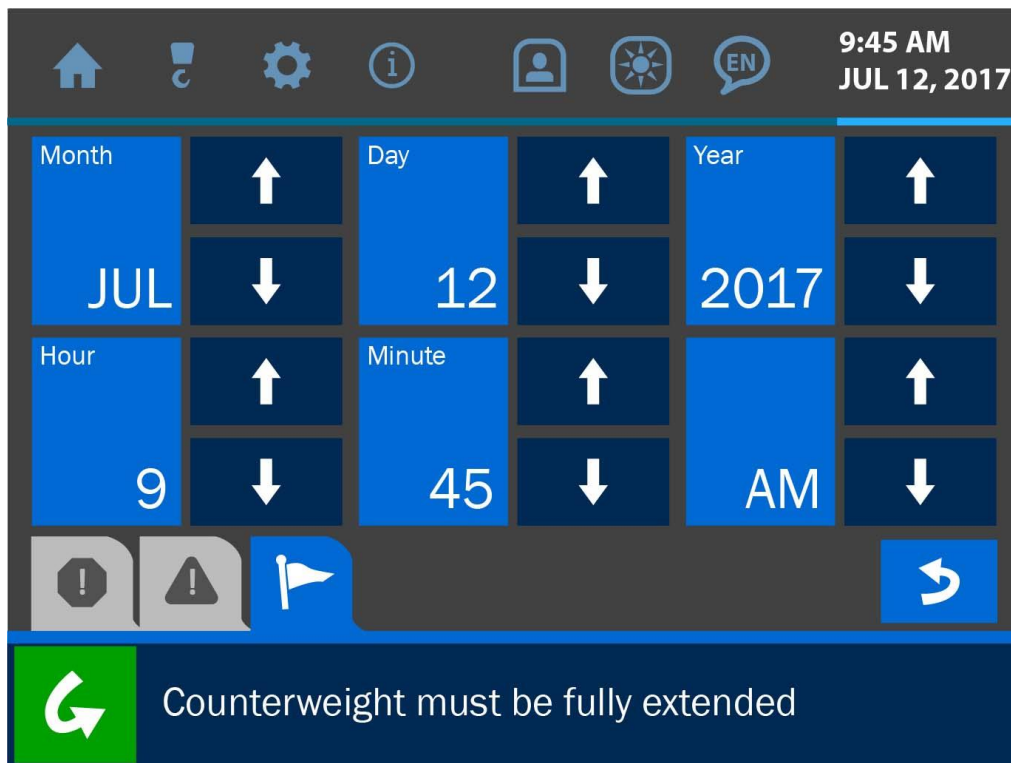 EN
9:45 AM
JUL 12, 2017
Month
JUL
Day
12
Year
2017
Hour
9
Minute
45
AM
Counterweight must be fully extended